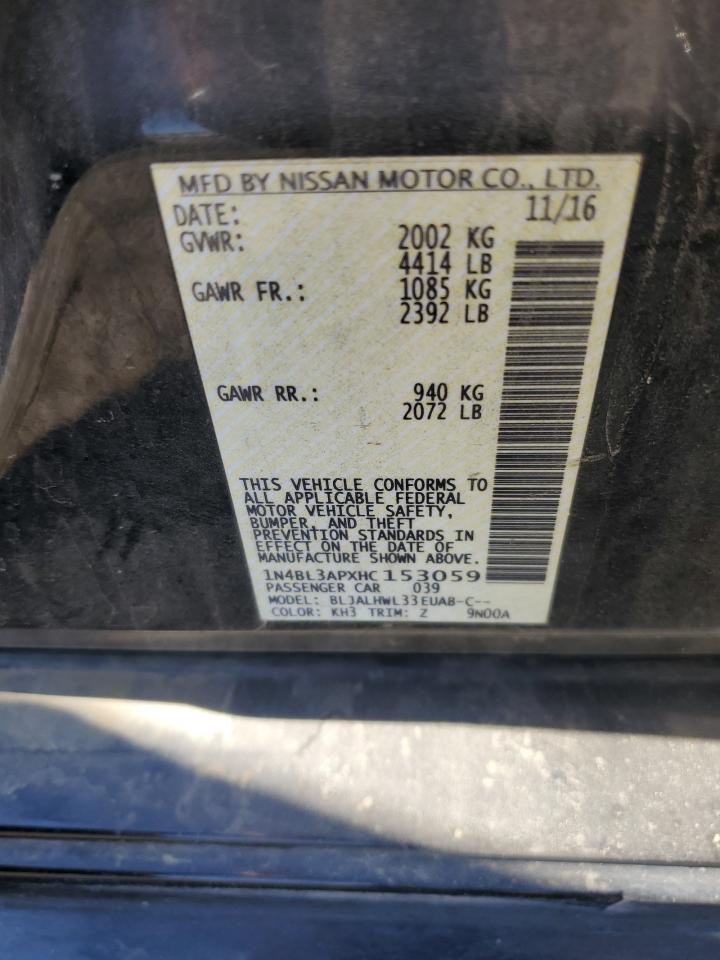 MFD BY NISSAN MOTOR CO., LTD.
DATE: 11/16
GVWR: 2002 KG
4414 LB
GAWR FR.: 1085 KG
2392 LB
GAWR RR.: 940 KG
2072 LB
THIS VEHICLE CONFORMS TO
ALL APPLICABLE FEDERAL
MOTOR VEHICLE SAFETY,
BUMPER, AND THEFT
PREVENTION STANDARDS IN
EFFECT ON THE DATE OF
MANUFACTURE SHOWN ABOVE.
1N4BL3APXHC153059
PASSENGER CAR 039
MODEL: BLJALHWL33EUAB-C--
COLOR: KH3 TRIM: Z 9N00A